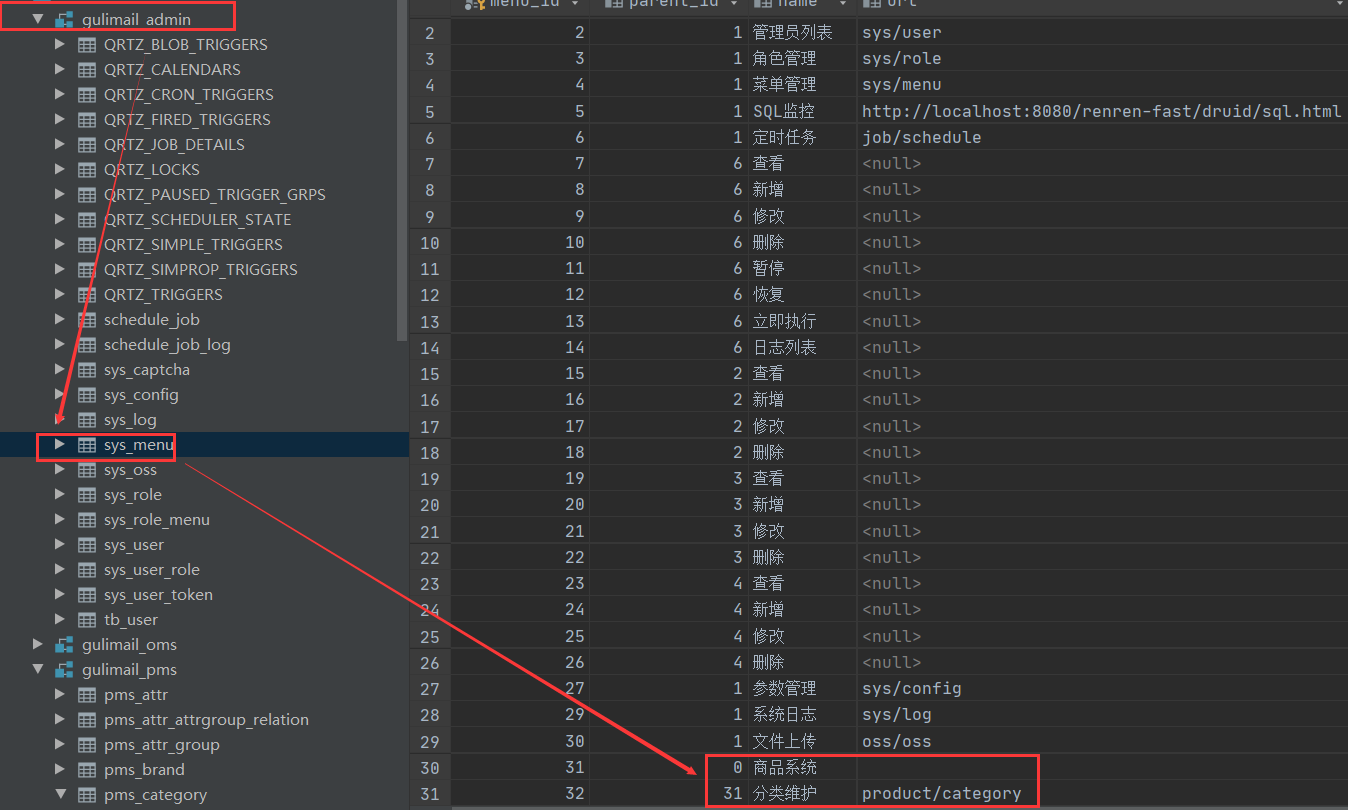 gulimail_admin
QRTZ_BLOB_TRIGGERS
QRTZ_CALENDARS
QRTZ_CRON_TRIGGERS
QRTZ_FIRED_TRIGGERS
QRTZ_JOB_DETAILS
QRTZ_LOCKS
QRTZ_PAUSED_TRIGGER_GRPS
QRTZ_SCHEDULER_STATE
QRTZ_SIMPLE_TRIGGERS
QRTZ_SIMPROP_TRIGGERS
QRTZ_TRIGGERS
schedule_job
schedule_job_log
sys_captcha
sys_config
sys_log
sys_menu
sys_oss
sys_role
sys_role_menu
sys_user
sys_user_role
sys_user_token
tb_user
gulimail_oms
gulimail_pms
pms_attr
pms_attr_attrgroup_relation
pms_attr_group
pms_brand
pms_category
menu_id parent_id name url
2 2 1 管理员列表 sys/user
3 3 1 角色管理 sys/role
4 4 1 菜单管理 sys/menu
5 5 1 SQL监控 http://localhost:8080/renren-fast/druid/sql.html
6 6 1 定时任务 job/schedule
7 7 6 查看 <null>
8 8 6 新增 <null>
9 9 6 修改 <null>
10 10 6 删除 <null>
11 11 6 暂停 <null>
12 12 6 恢复 <null>
13 13 6 立即执行 <null>
14 14 6 日志列表 <null>
15 15 2 查看 <null>
16 16 2 新增 <null>
17 17 2 修改 <null>
18 18 2 删除 <null>
19 19 3 查看 <null>
20 20 3 新增 <null>
21 21 3 修改 <null>
22 22 3 删除 <null>
23 23 4 查看 <null>
24 24 4 新增 <null>
25 25 4 修改 <null>
26 26 4 删除 <null>
27 27 1 参数管理 sys/config
28 29 1 系统日志 sys/log
29 30 1 文件上传 oss/oss
30 31 0 商品系统
31 32 31 分类维护 product/category